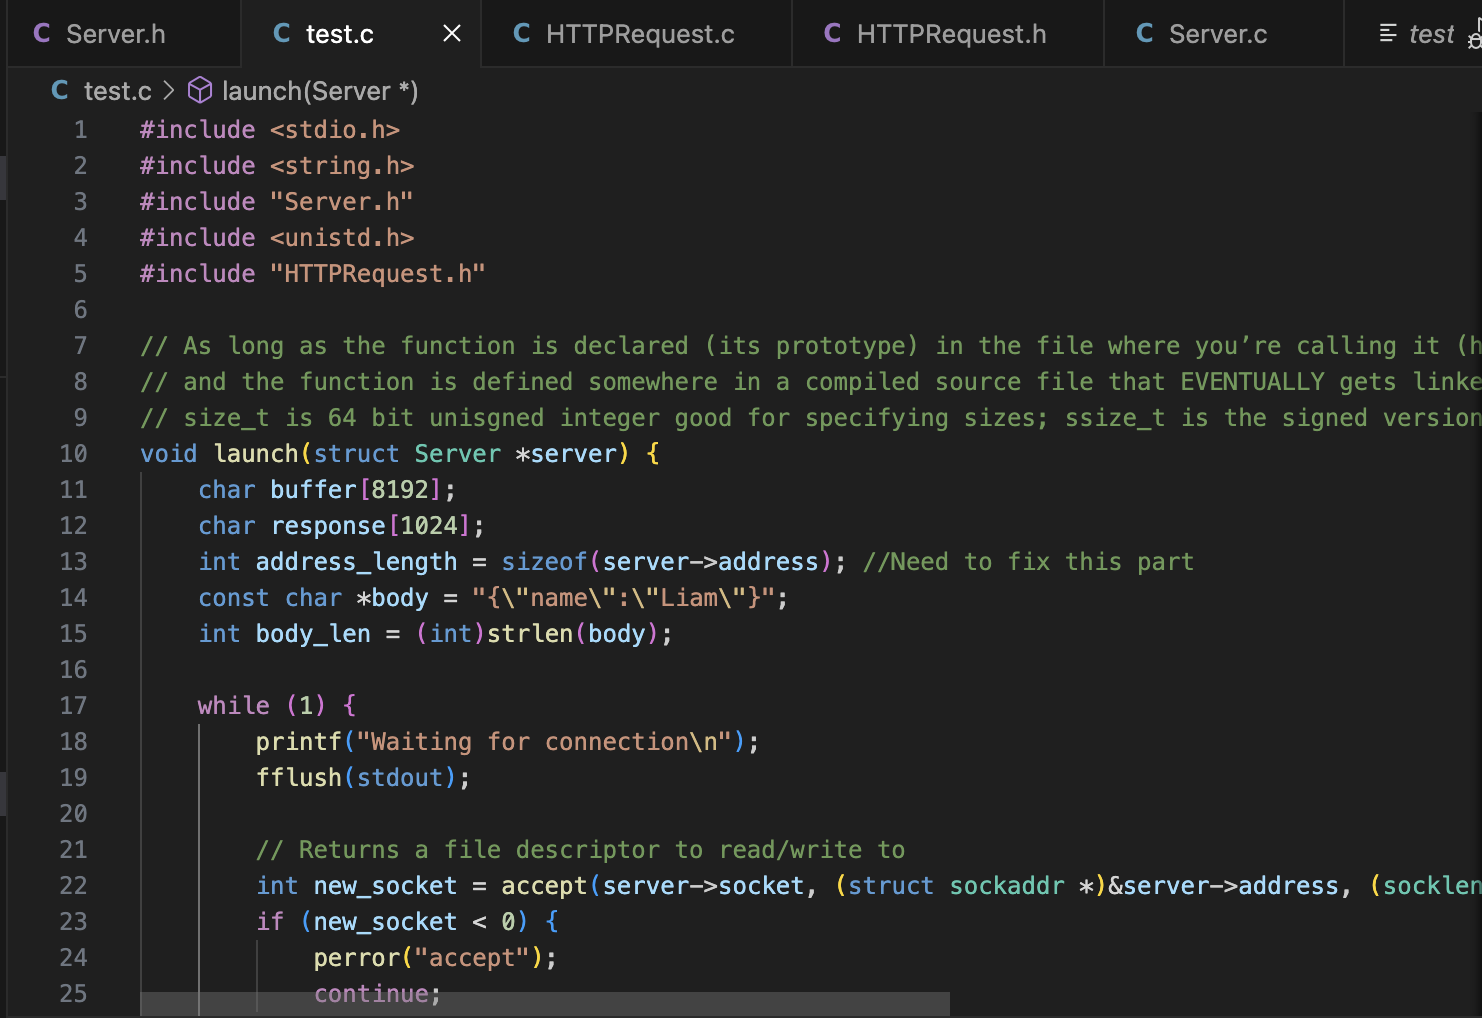 C Server.h C test.c × C HTTPRequest.c C HTTPRequest.h C Server.c test
C test.c > launch(Server *)
1 #include <stdio.h>
2 #include <string.h>
3 #include "Server.h"
4 #include <unistd.h>
5 #include "HTTPRequest.h"
6
7 // As long as the function is declared (its prototype) in the file where you’re calling it (h
8 // and the function is defined somewhere in a compiled source file that EVENTUALLY gets linke
9 // size_t is 64 bit unisgned integer good for specifying sizes; ssize_t is the signed version
10 void launch(struct Server *server) {
11 char buffer[8192];
12 char response[1024];
13 int address_length = sizeof(server->address); //Need to fix this part
14 const char *body = "{\"name\":\"Liam\"}";
15 int body_len = (int)strlen(body);
16
17 while (1) {
18 printf("Waiting for connection\n");
19 fflush(stdout);
20
21 // Returns a file descriptor to read/write to
22 int new_socket = accept(server->socket, (struct sockaddr *)&server->address, (socklen
23 if (new_socket < 0) {
24 perror("accept");
25 continue;